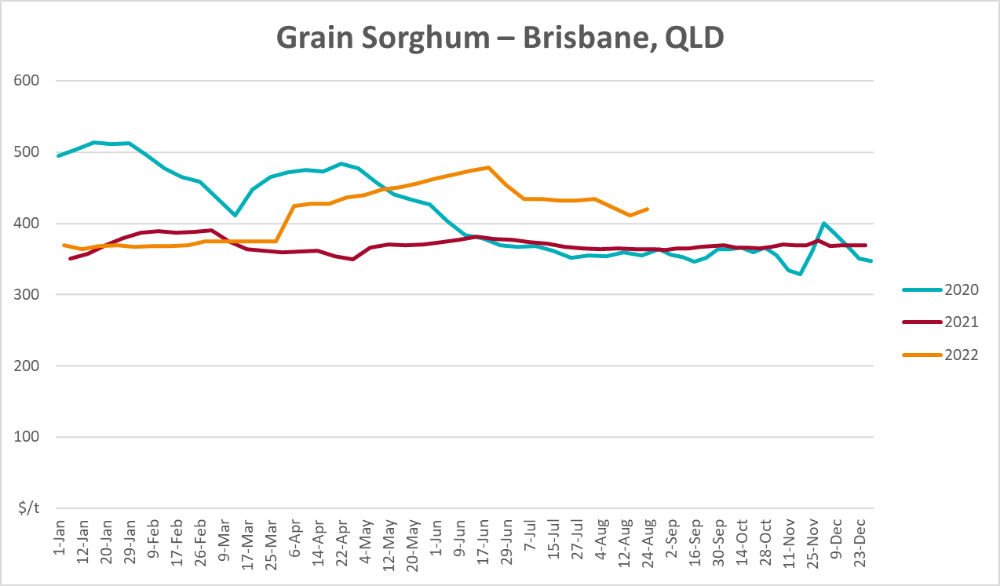 Grain Sorghum – Brisbane, QLD
600
500
400
300
200
100
$/t
1-Jan
12-Jan
20-Jan
29-Jan
9-Feb
17-Feb
26-Feb
9-Mar
17-Mar
25-Mar
6-Apr
14-Apr
22-Apr
4-May
12-May
20-May
1-Jun
9-Jun
17-Jun
29-Jun
7-Jul
15-Jul
27-Jul
4-Aug
12-Aug
24-Aug
2-Sep
16-Sep
30-Sep
14-Oct
28-Oct
11-Nov
25-Nov
9-Dec
23-Dec
2020
2021
2022